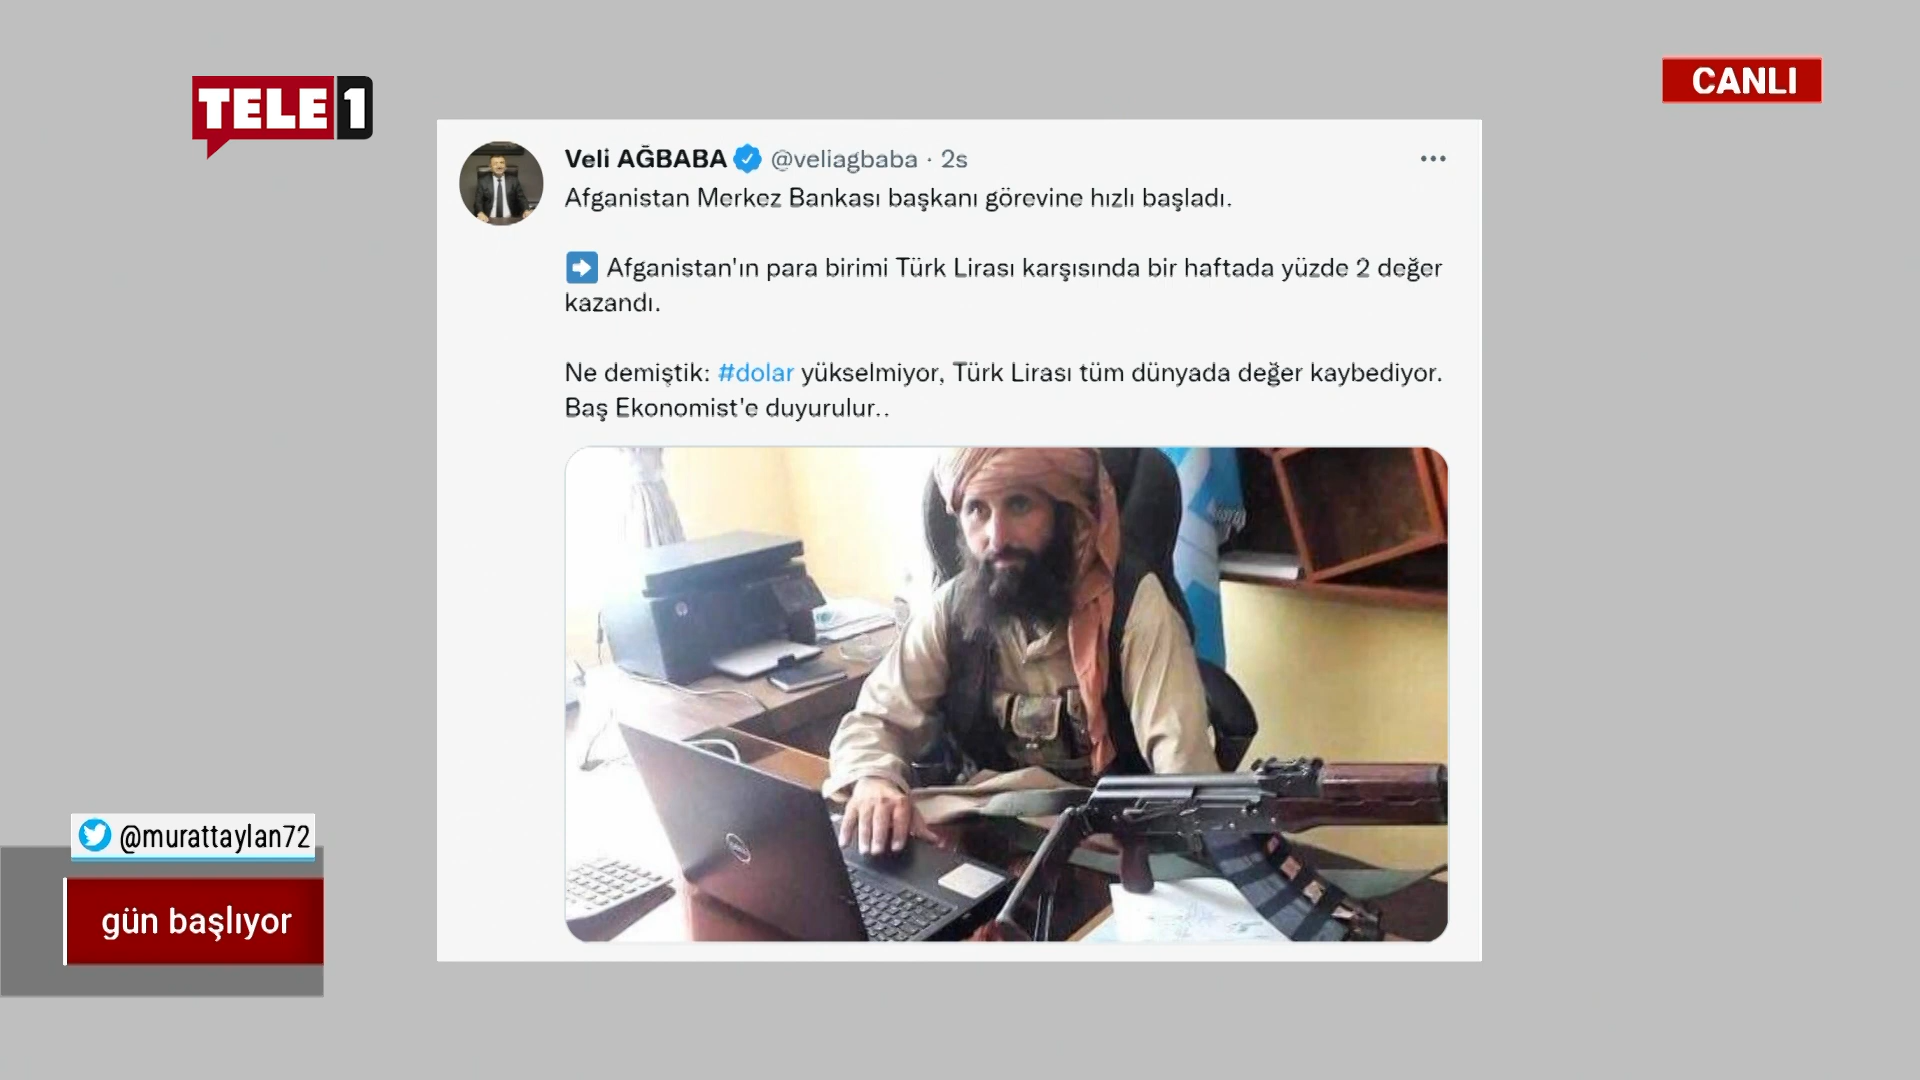 TELE1
CANLI
Veli AĞBABA @veliagbaba · 2s
Afganistan Merkez Bankası başkanı görevine hızlı başladı.
Afganistan'ın para birimi Türk Lirası karşısında bir haftada yüzde 2 değer
kazandı.
Ne demiştik: #dolar yükselmiyor, Türk Lirası tüm dünyada değer kaybediyor.
Baş Ekonomist'e duyurulur..
DELL
@murattaylan72
gün başlıyor